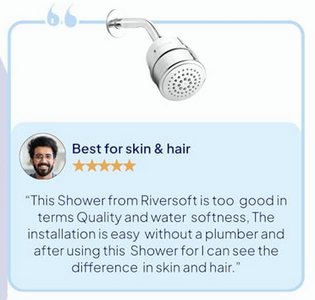 Best for skin & hair
“This Shower from Riversoft is too good in
terms Quality and water softness, The
installation is easy without a plumber and
after using this Shower for I can see the
difference in skin and hair.”